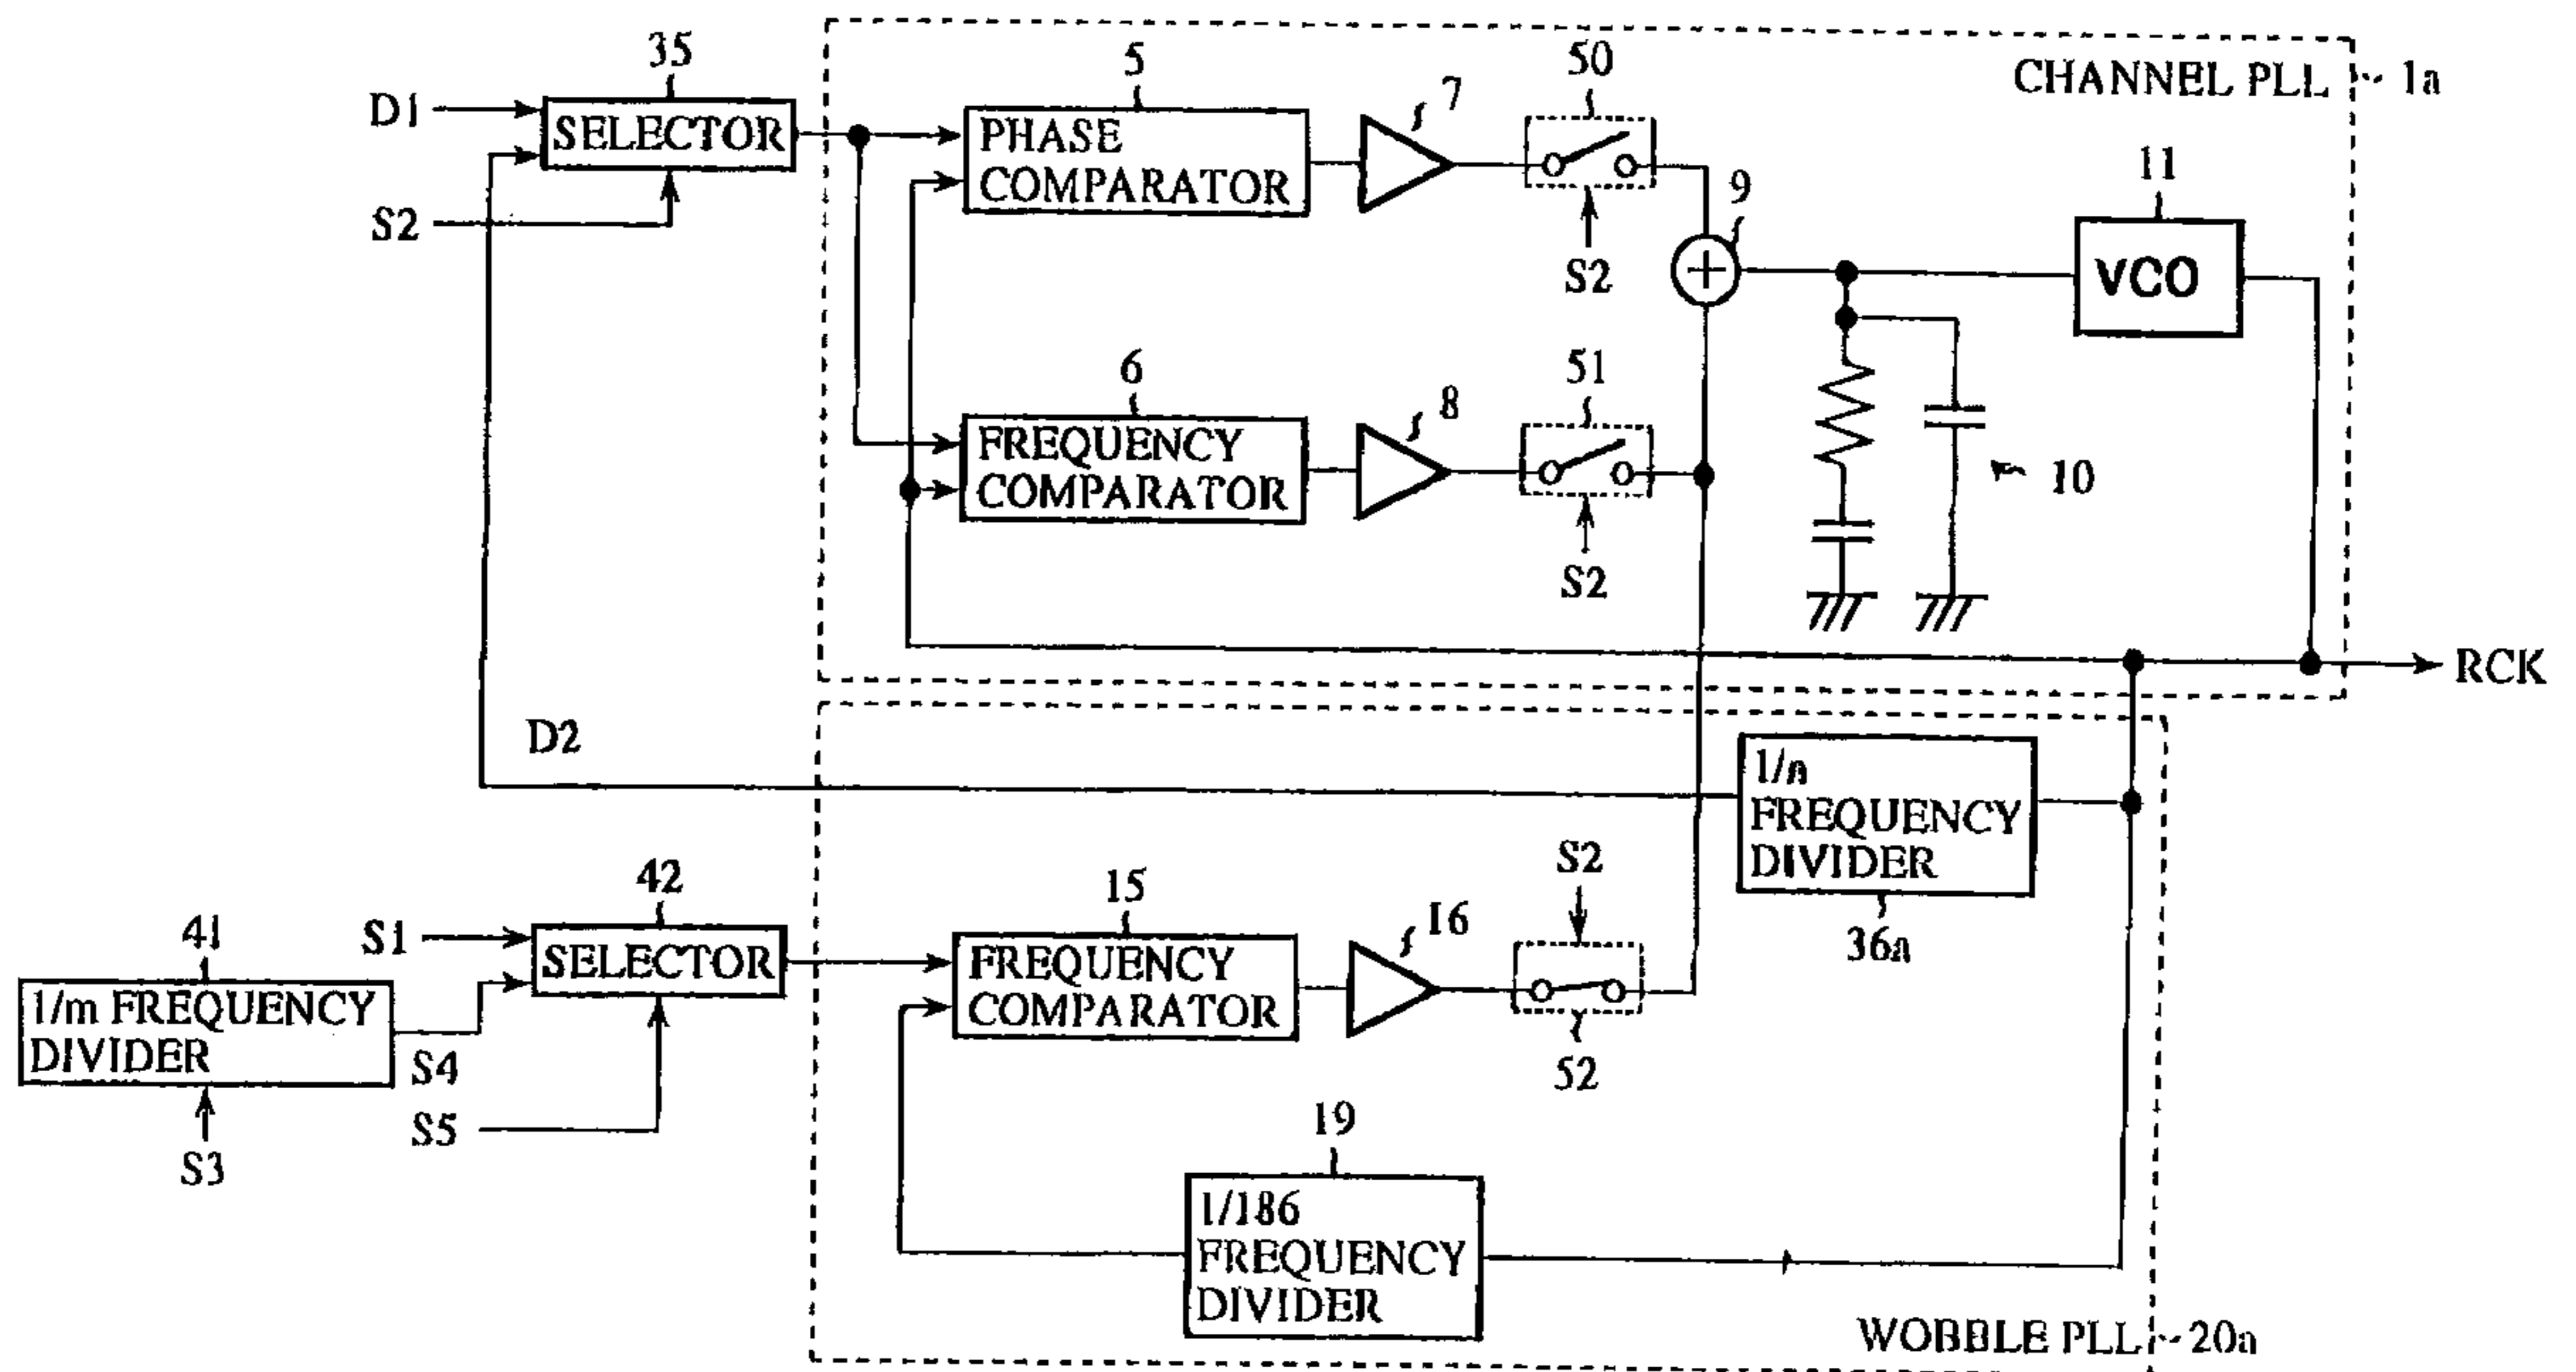 35
5
50
7
CHANNEL PLL
1a
D1
SELECTOR
PHASE
COMPARATOR
9
11
S2
S2
VCO
6
8
51
FREQUENCY
COMPARATOR
10
S2
RCK
D2
1/n
FREQUENCY
DIVIDER
36a
42
15
16
S2
41
S1
SELECTOR
FREQUENCY
COMPARATOR
1/m FREQUENCY
DIVIDER
S4
52
S5
S3
19
1/186
FREQUENCY
DIVIDER
WOBBLE PLL
20a